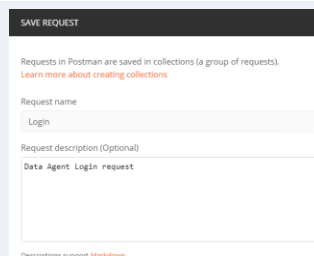 SAVE REQUEST
Requests in Postman are saved in collections (a group of requests).
Learn more about creating collections
Request name
Login
Request description (Optional)
Data Agent Login request
Descriptions support Markdown